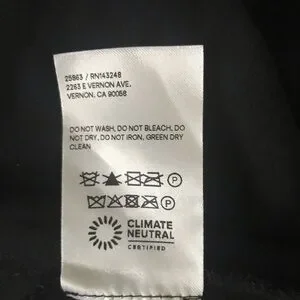 25863 / RN143248
2263 E VERNON AVE.
VERNON, CA 90058
DO NOT WASH, DO NOT BLEACH, DO
NOT DRY, DO NOT IRON, GREEN DRY
CLEAN
P
P
CLIMATE
NEUTRAL
CERTIFIED